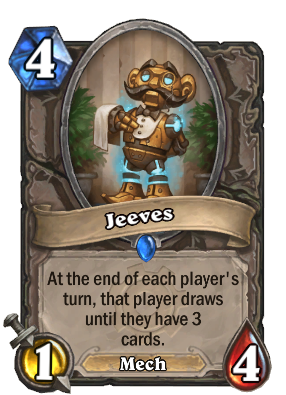 4
Jeeves
At the end of each player's
turn, that player draws
until they have 3
cards.
1
Mech
4